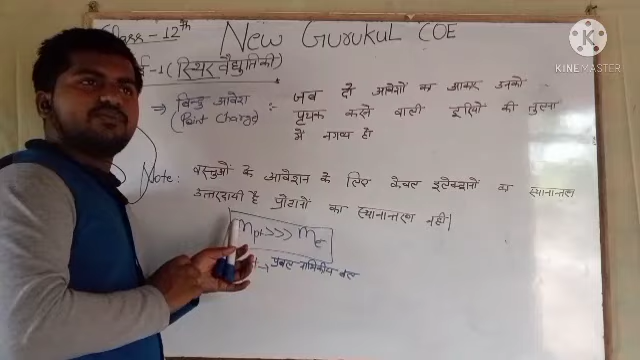 Class - 12th
New Gurukul COE
-1 (स्थिर वैद्युतिकी)
KINEMASTER
⇒ बिन्दु आवेश :- जब दो आवेशों का आकार उनको
(Point Charge) पृथक करने वाली दूरियों की तुलना
में नगण्य हो
Note: वस्तुओं के आवेशन के लिए केवल इलेक्ट्रानों का स्थानान्तरण
उत्तरदायी है प्रोटानों का स्थानान्तरण नहीं।
mp >>> me
→ प्रबल नाभिकीय बल